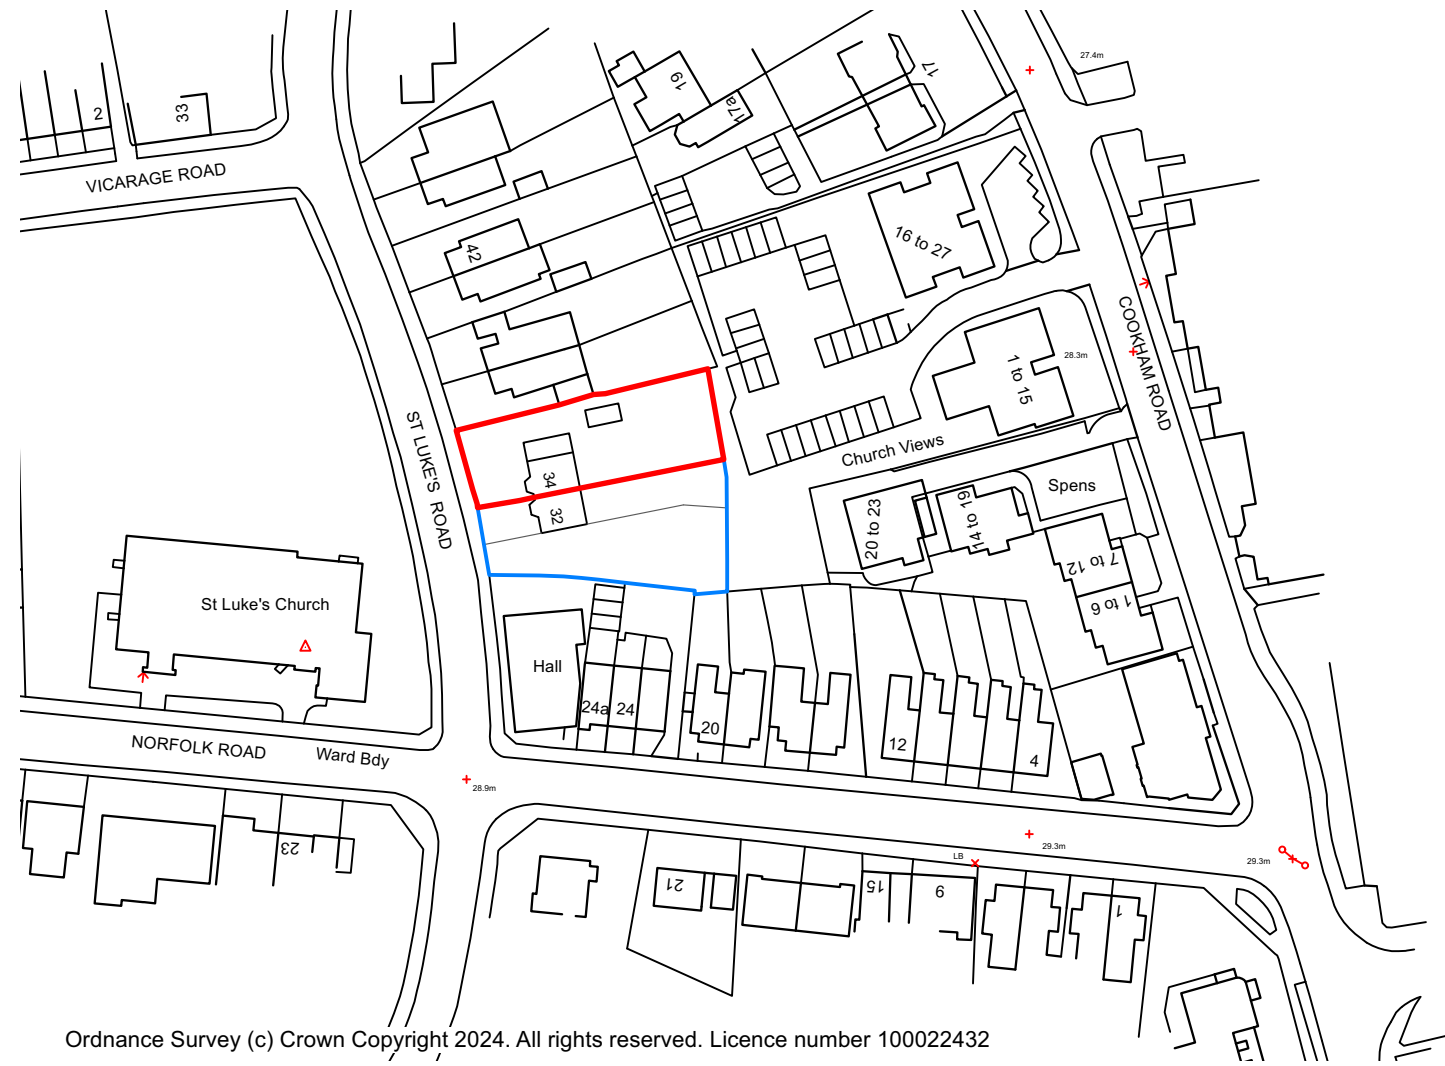 27.4m
17
19
17a
2
33
VICARAGE ROAD
16 to 27
42
COOKHAM ROAD
28.3m
1 to 15
ST LUKE'S ROAD
Church Views
34
32
Spens
20 to 23
14 to 19
7 to 12
1 to 6
St Luke's Church
Hall
24a
24
20
12
4
NORFOLK ROAD
Ward Bdy
28.9m
23
29.3m
LB
29.3m
21
15
9
1
Ordnance Survey (c) Crown Copyright 2024. All rights reserved. Licence number 100022432